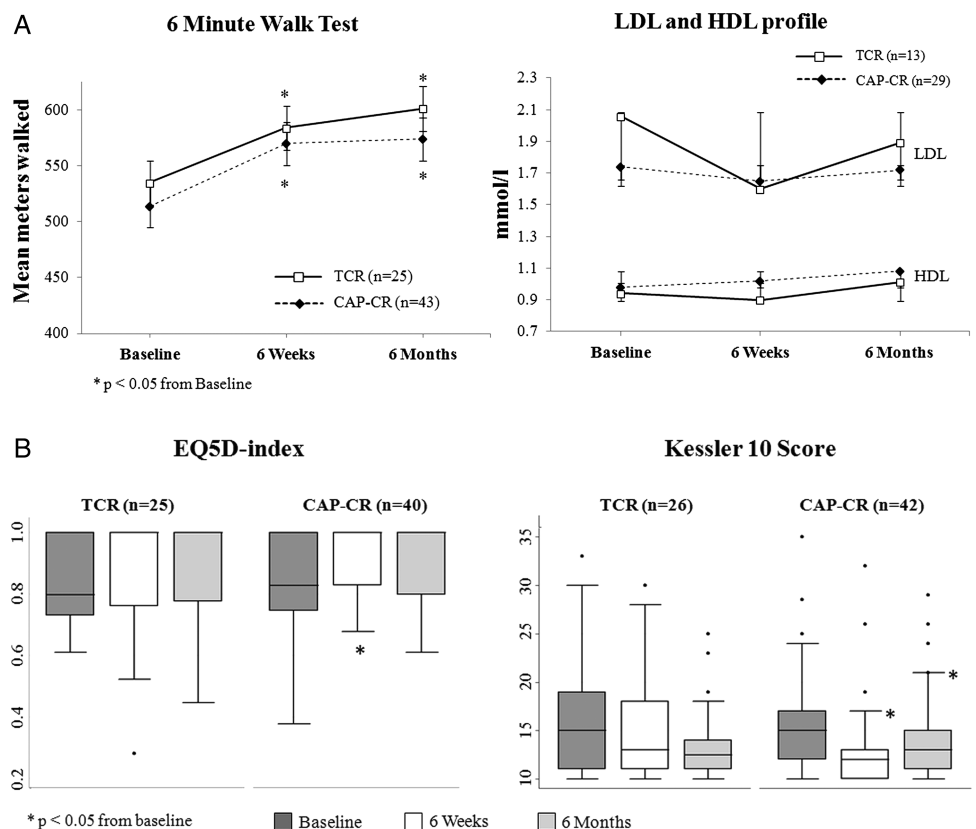 A
6 Minute Walk Test
Mean meters walked
600
550
500
450
400
*
*
*
*
TCR (n=25)
CAP-CR (n=43)
Baseline
6 Weeks
6 Months
* p < 0.05 from Baseline
LDL and HDL profile
TCR (n=13)
CAP-CR (n=29)
mmol/l
2.3
2.1
1.9
1.7
1.5
1.3
1.1
0.9
0.7
LDL
HDL
Baseline
6 Weeks
6 Months
B
EQ5D-index
TCR (n=25)
CAP-CR (n=40)
1.0
0.8
0.6
0.4
0.2
*
Kessler 10 Score
TCR (n=26)
CAP-CR (n=42)
35
30
25
20
15
10
*
*
* p < 0.05 from baseline
Baseline
6 Weeks
6 Months